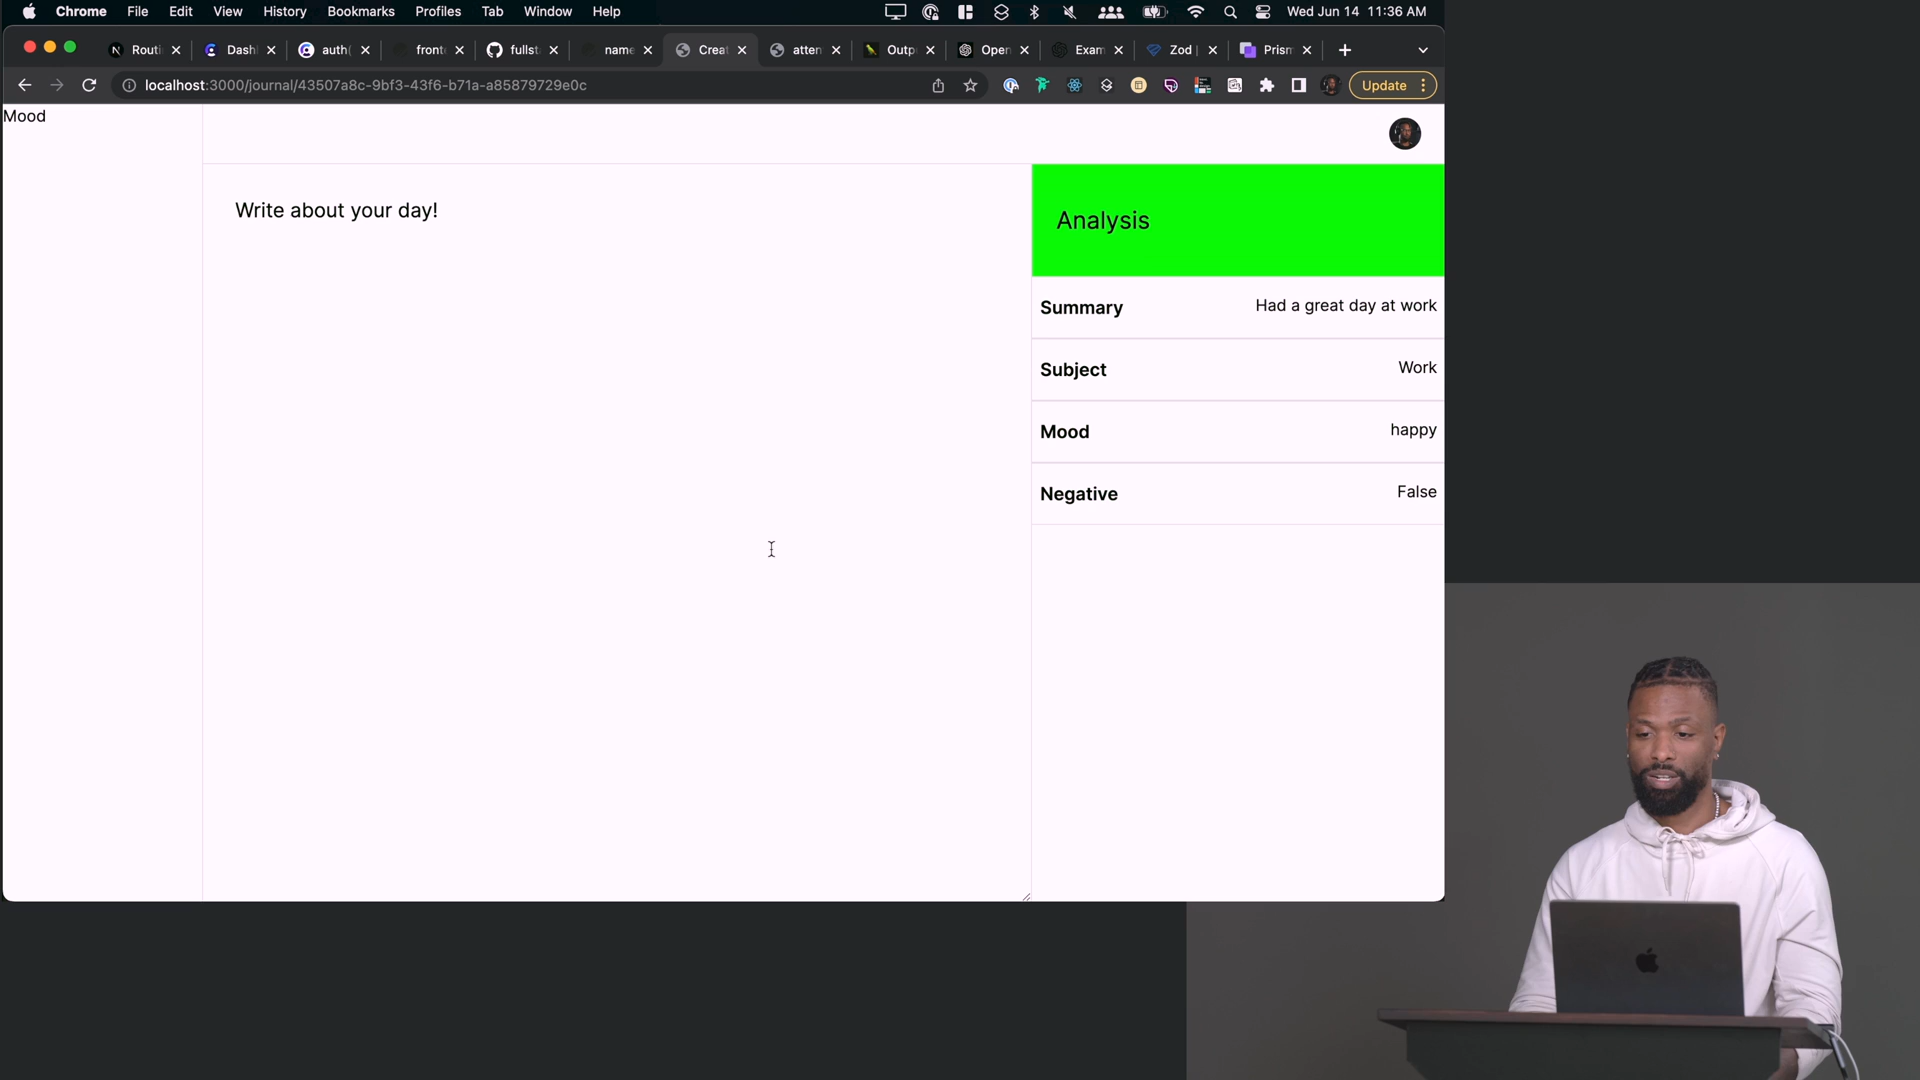 Chrome File Edit View History Bookmarks Profiles Tab Window Help Wed Jun 14 11:36 AM
Routi Dash auth( front fullst name Creat atten Outp Open Exam Zod | Prism
localhost:3000/journal/43507a8c-9bf3-43f6-b71a-a85879729e0c Update
Mood
Write about your day!
Analysis
Summary Had a great day at work
Subject Work
Mood happy
Negative False